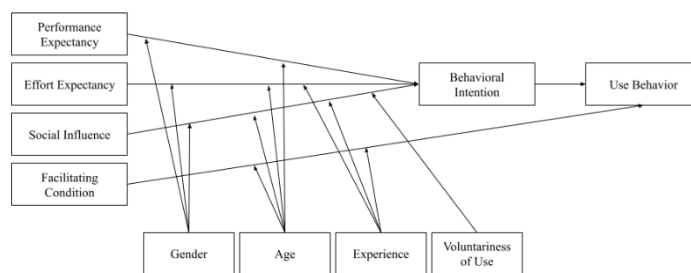 Performance
Expectancy
Effort Expectancy
Behavioral
Intention
Use Behavior
Social Influence
Facilitating
Condition
Gender
Age
Experience
Voluntariness
of Use